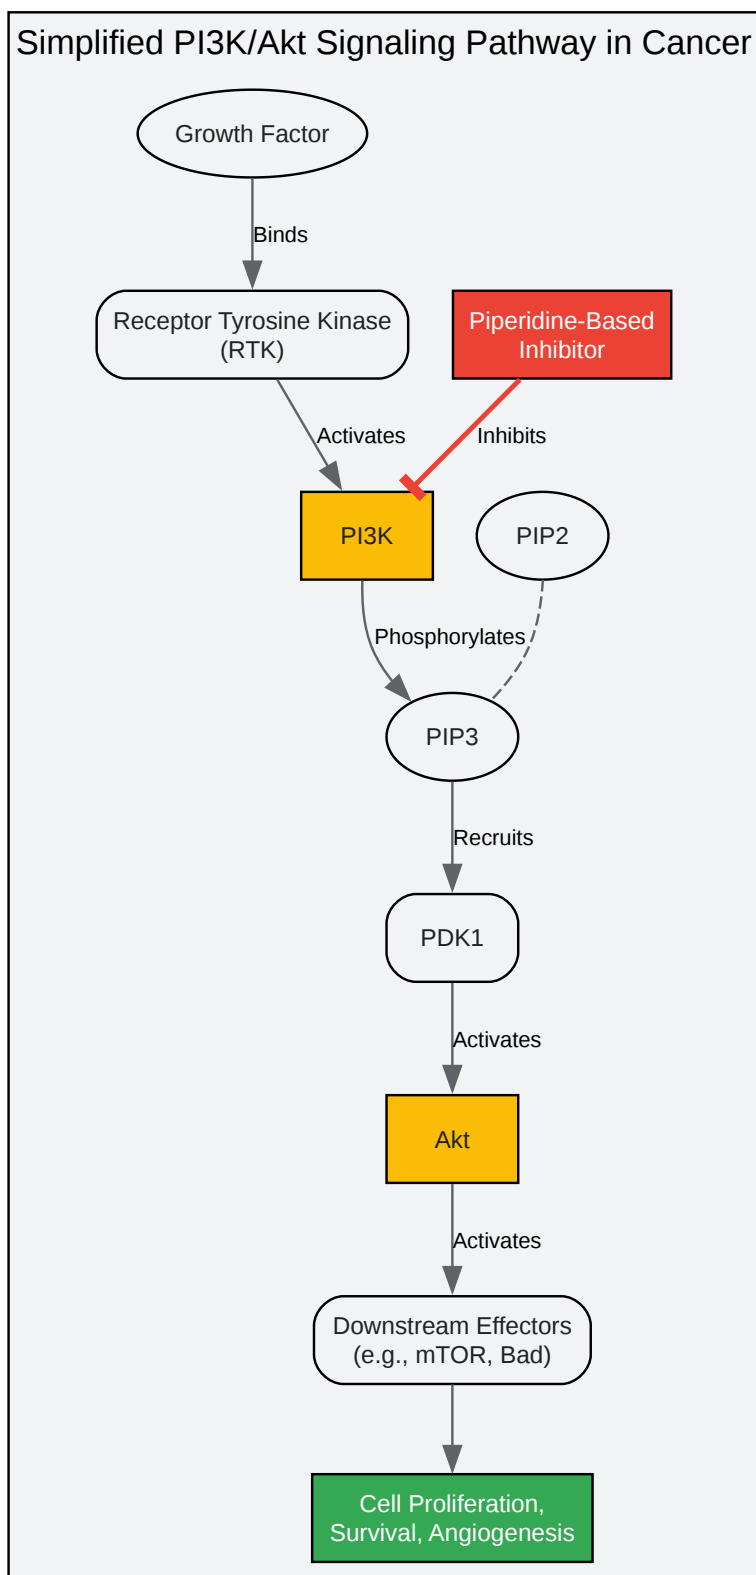 Simplified PI3K/Akt Signaling Pathway in Cancer
Growth Factor
Binds
Receptor Tyrosine Kinase
(RTK)
Piperidine-Based
Inhibitor
Activates
Inhibits
PI3K
PIP2
Phosphorylates
PIP3
Recruits
PDK1
Activates
Akt
Activates
Downstream Effectors
(e.g., mTOR, Bad)
Cell Proliferation,
Survival, Angiogenesis